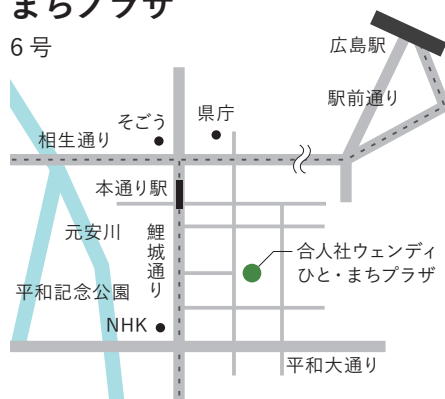 まちプラザ
6号
広島駅
駅前通り
県庁
そごう
相生通り
本通り駅
元安川
鯉城通り
合人社ウェンディ
ひと・まちプラザ
平和記念公園
NHK
平和大通り